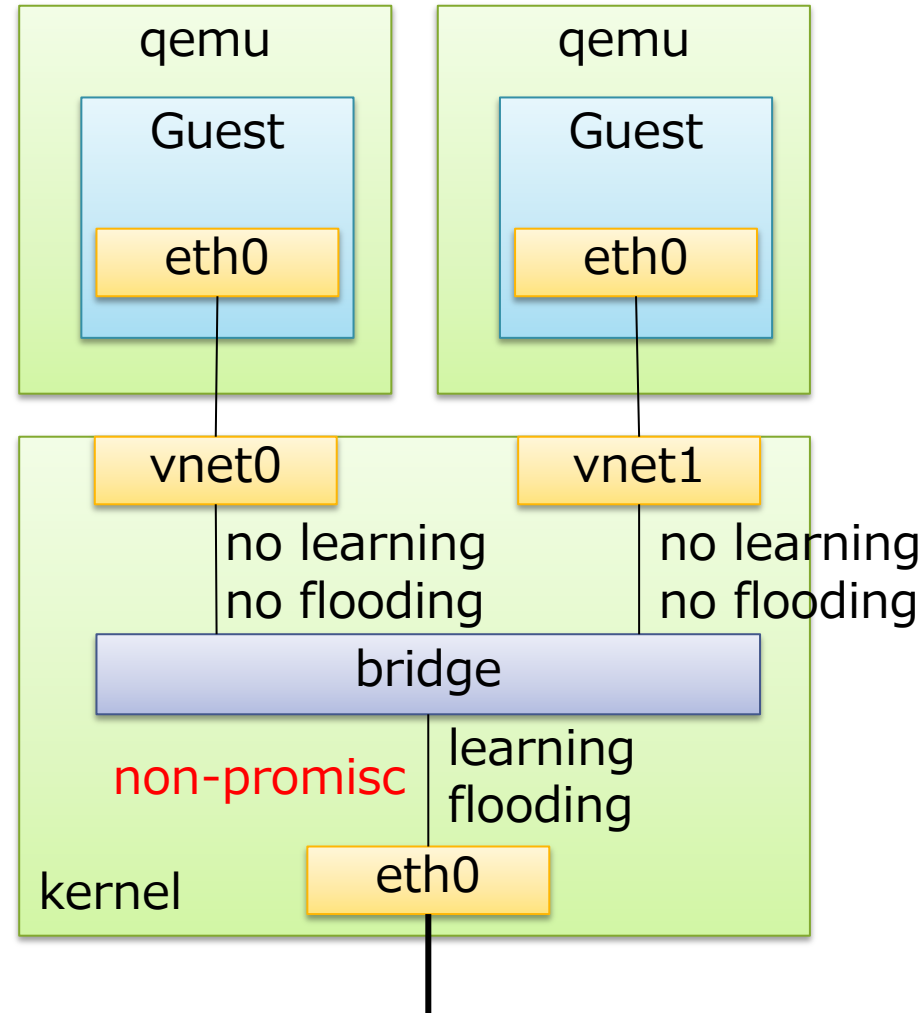 qemu
qemu
Guest
Guest
eth0
eth0
vnet0
vnet1
no learning
no flooding
no learning
no flooding
bridge
non-promisc
learning
flooding
kernel
eth0